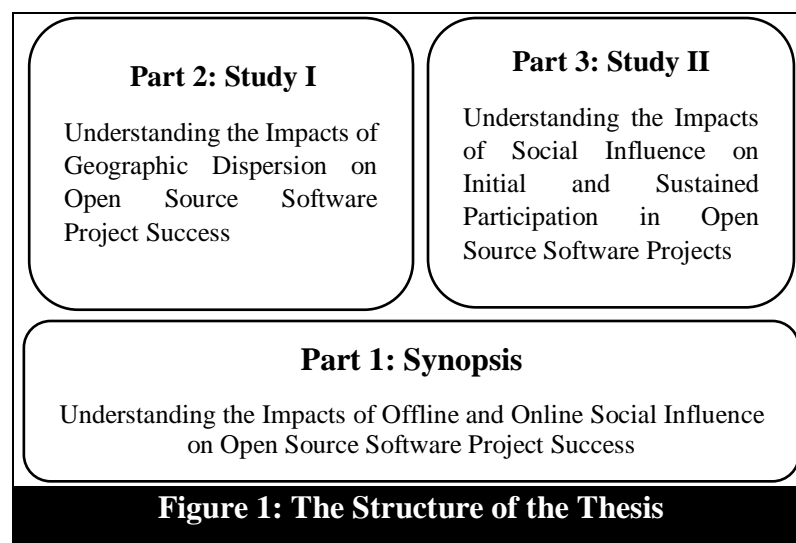 Part 2: Study I
Understanding the Impacts of
Geographic Dispersion on
Open Source Software
Project Success
Part 3: Study II
Understanding the Impacts
of Social Influence on
Initial and Sustained
Participation in Open
Source Software Projects
Part 1: Synopsis
Understanding the Impacts of Offline and Online Social Influence
on Open Source Software Project Success
Figure 1: The Structure of the Thesis